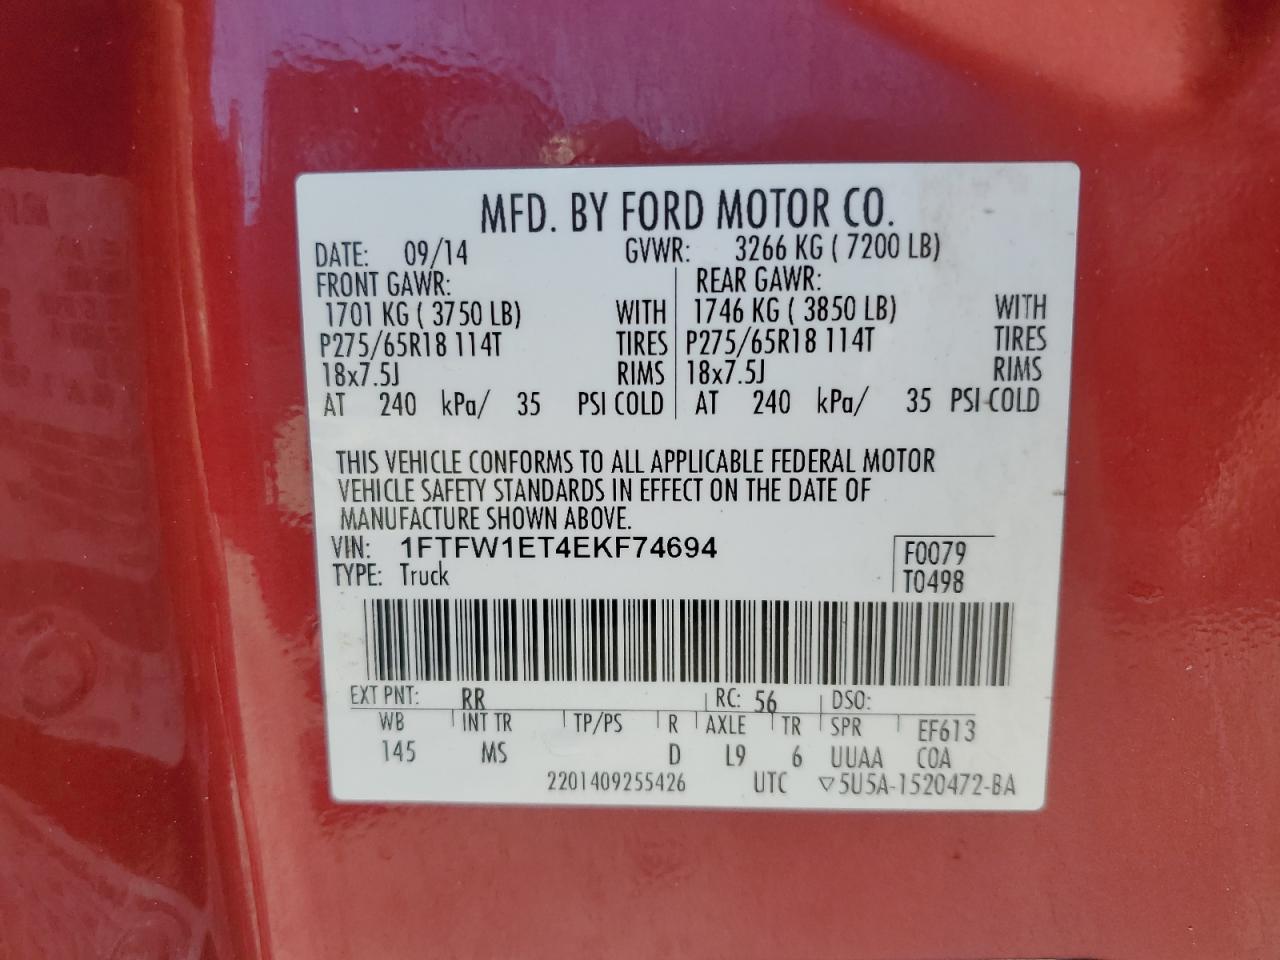 MFD. BY FORD MOTOR CO.
DATE: 09/14 GVWR: 3266 KG ( 7200 LB)
FRONT GAWR: REAR GAWR:
1701 KG ( 3750 LB) WITH 1746 KG ( 3850 LB) WITH
P275/65R18 114T TIRES P275/65R18 114T TIRES
18x7.5J RIMS 18x7.5J RIMS
AT 240 kPa/ 35 PSI COLD AT 240 kPa/ 35 PSI COLD
THIS VEHICLE CONFORMS TO ALL APPLICABLE FEDERAL MOTOR
VEHICLE SAFETY STANDARDS IN EFFECT ON THE DATE OF
MANUFACTURE SHOWN ABOVE.
VIN: 1FTFW1ET4EKF74694 F0079
TYPE: Truck T0498
EXT PNT: RR RC: 56 DSO:
WB INT TR TP/PS R AXLE TR SPR EF613
145 MS D L9 6 UUAA COA
2201409255426 UTC ▽5U5A-1520472-BA